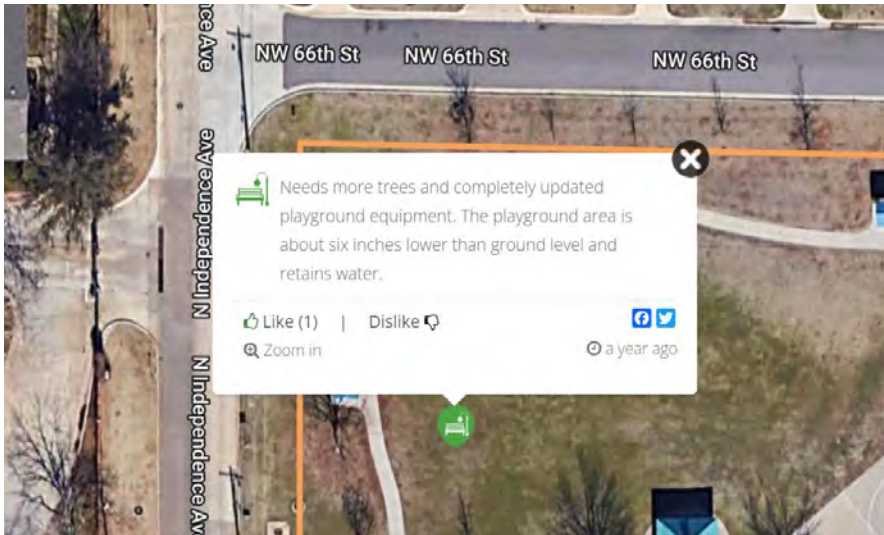 nce Ave
NW 66th St
NW 66th St
NW 66th St
N Independence Ave
Needs more trees and completely updated
playground equipment. The playground area is
about six inches lower than ground level and
retains water.
Like (1) | Dislike
Zoom in
a year ago
N Independence Av